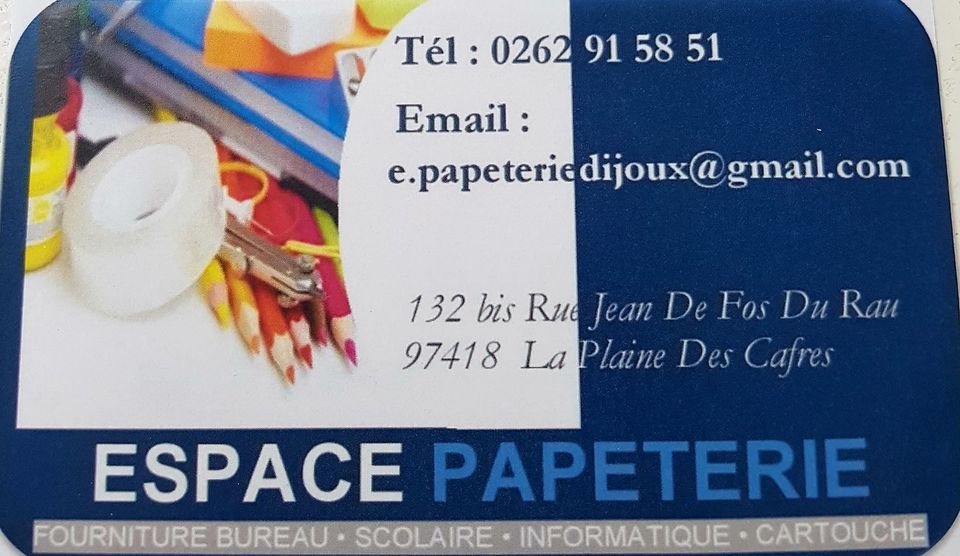 Tél : 0262 91 58 51
Email :
e.papeteriedijoux@gmail.com
132 bis Rue Jean De Fos Du Rau
97418 La Plaine Des Cafres
ESPACE PAPETERIE
FOURNITURE BUREAU • SCOLAIRE • INFORMATIQUE • CARTOUCHE